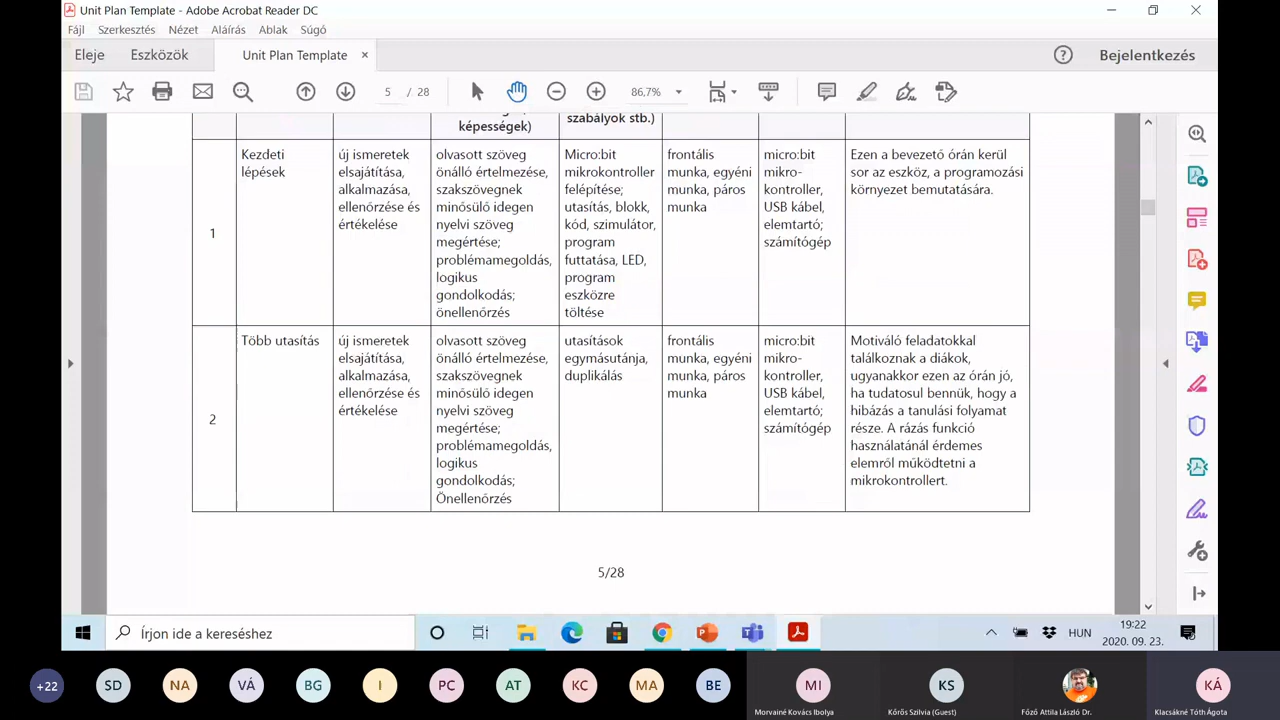 Unit Plan Template - Adobe Acrobat Reader DC
Fájl Szerkesztés Nézet Aláírás Ablak Súgó
Eleje Eszközök Unit Plan Template × Bejelentkezés
5 / 28 86,7%
képességek)
szabályok stb.)
1
Kezdeti
lépések
új ismeretek
elsajátítása,
alkalmazása,
ellenőrzése és
értékelése
olvasott szöveg
önálló értelmezése,
szakszövegnek
minősülő idegen
nyelvi szöveg
megértése;
problémamegoldás,
logikus
gondolkodás;
önellenőrzés
Micro:bit
mikrokontroller
felépítése;
utasítás, blokk,
kód, szimulátor,
program
futtatása, LED,
program
eszközre
töltése
frontális
munka, egyéni
munka, páros
munka
micro:bit
mikro-
kontroller,
USB kábel,
elemtartó;
számítógép
Ezen a bevezető órán kerül
sor az eszköz, a programozási
környezet bemutatására.
2
Több utasítás
új ismeretek
elsajátítása,
alkalmazása,
ellenőrzése és
értékelése
olvasott szöveg
önálló értelmezése,
szakszövegnek
minősülő idegen
nyelvi szöveg
megértése;
problémamegoldás,
logikus
gondolkodás;
Önellenőrzés
utasítások
egymásutánja,
duplikálás
frontális
munka, egyéni
munka, páros
munka
micro:bit
mikro-
kontroller,
USB kábel,
elemtartó;
számítógép
Motiváló feladatokkal
találkoznak a diákok,
ugyanakkor ezen az órán jó,
ha tudatosul bennük, hogy a
hibázás a tanulási folyamat
része. A rázás funkció
használatánál érdemes
elemről működtetni a
mikrokontrollert.
5/28
Írjon ide a kereséshez
HUN
19:22
2020. 09. 23.
+22 SD NA VÁ BG I PC AT KC MA BE MI KS KÁ
Morvainé Kovács Ibolya
Kőrös Szilvia (Guest)
Főző Attila László Dr.
Klacsákné Tóth Ágota